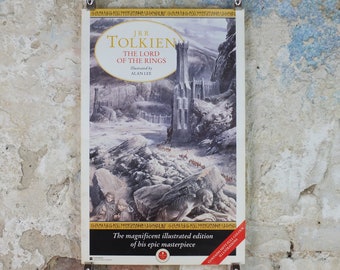 J R R
TOLKIEN
THE LORD
OF THE RINGS
Illustrated by
ALAN LEE
The magnificent illustrated edition
of his epic masterpiece